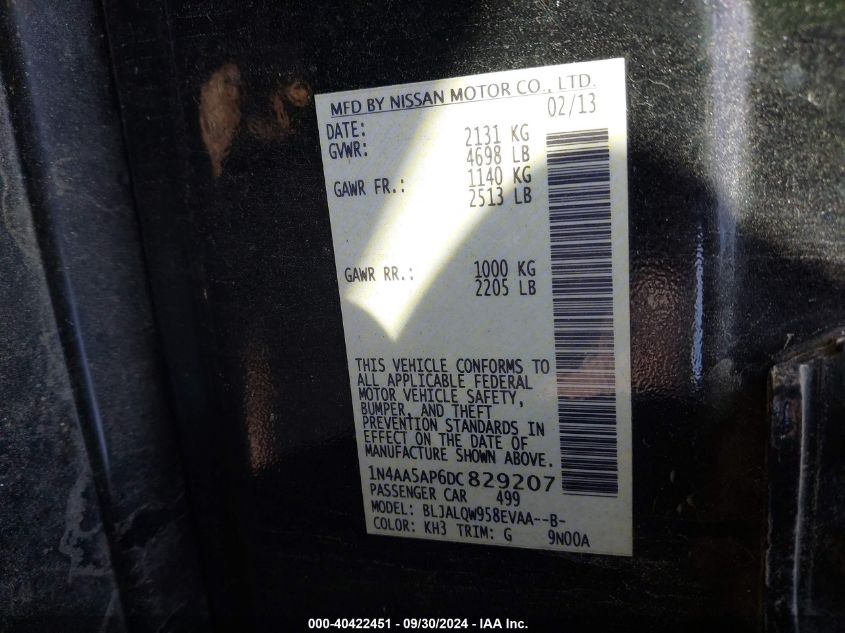 MFD BY NISSAN MOTOR CO., LTD.
DATE: 02/13
GVWR: 2131 KG
4698 LB
GAWR FR.: 1140 KG
2513 LB
GAWR RR.: 1000 KG
2205 LB
THIS VEHICLE CONFORMS TO
ALL APPLICABLE FEDERAL
MOTOR VEHICLE SAFETY,
BUMPER, AND THEFT
PREVENTION STANDARDS IN
EFFECT ON THE DATE OF
MANUFACTURE SHOWN ABOVE.
1N4AA5AP6DC829207
PASSENGER CAR 499
MODEL: BLJALQW958EVAA--B-
COLOR: KH3 TRIM: G 9N00A
000-40422451 - 09/30/2024 - IAA Inc.